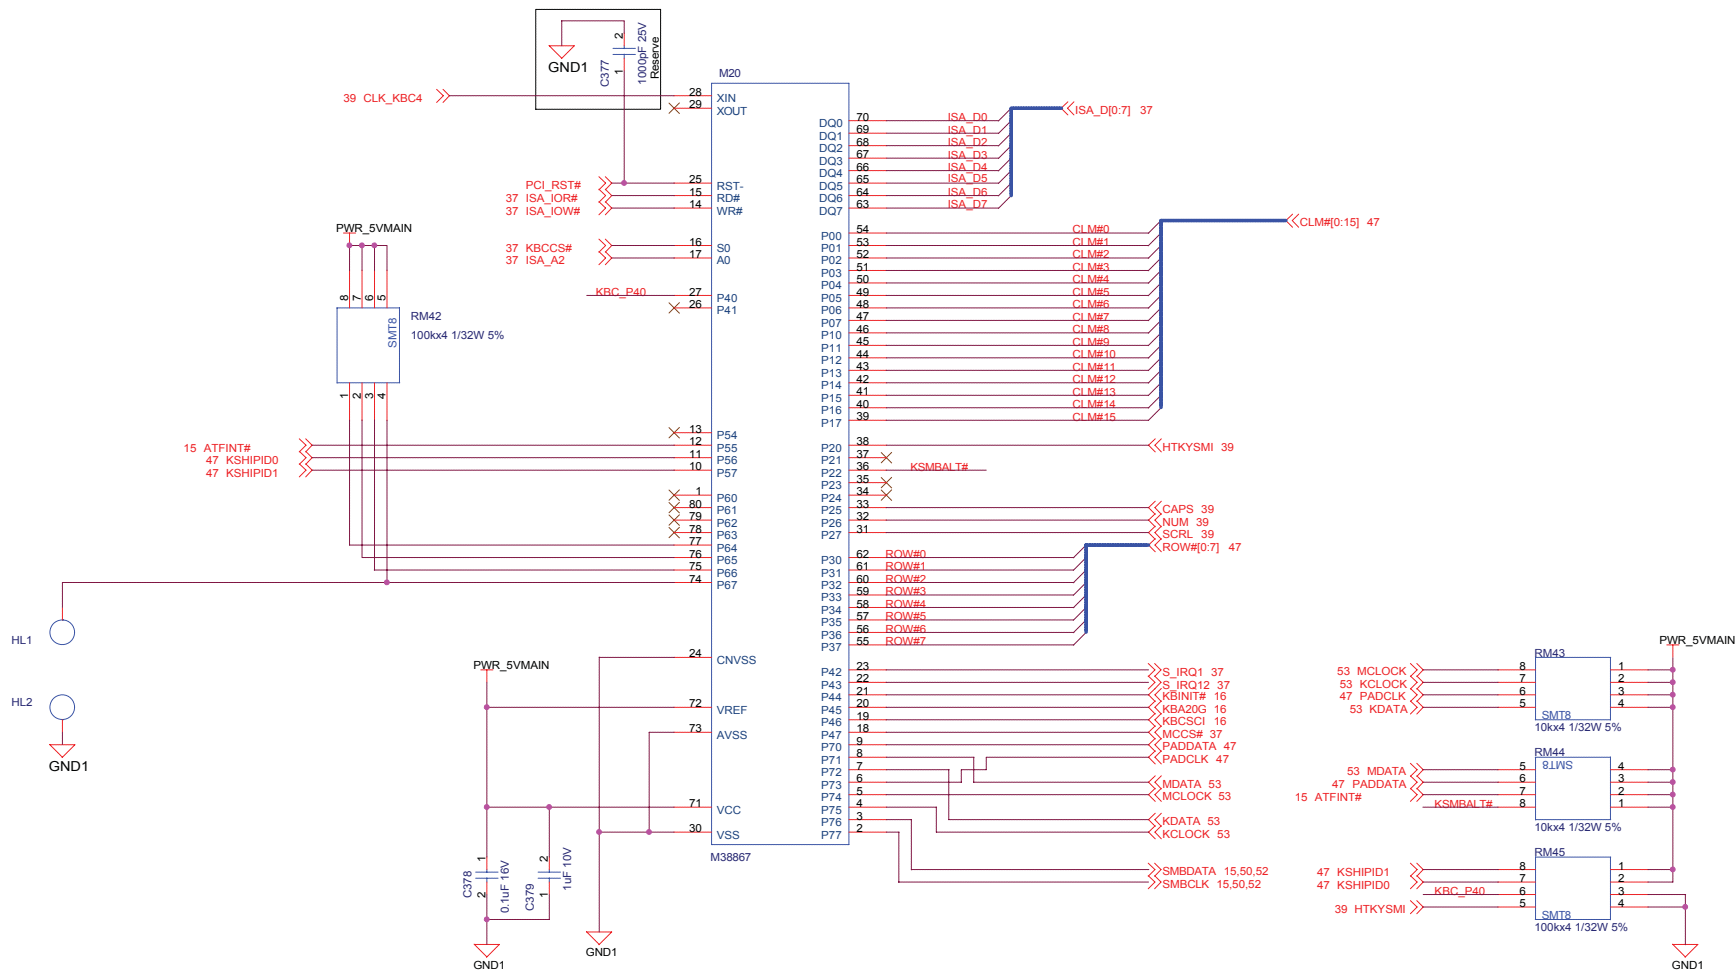 2
C377
1
1000pF 25V
Reserve
GND1
M20
39 CLK_KBC4
28 XIN
29 XOUT
PCI_RST# 25 RST-
37 ISA_IOR# 15 RD#
37 ISA_IOW# 14 WR#
37 KBCCS# 16 S0
37 ISA_A2 17 A0
KBC_P40 27 P40
26 P41
PWR_5VMAIN
8 7 6 5
SMT8
RM42
100kx4 1/32W 5%
1 2 3 4
13 P54
15 ATFINT# 12 P55
47 KSHIPID0 11 P56
47 KSHIPID1 10 P57
1 P60
80 P61
79 P62
78 P63
77 P64
76 P65
75 P66
74 P67
HL1
HL2
GND1
24 CNVSS
PWR_5VMAIN
72 VREF
73 AVSS
71 VCC
30 VSS
M38867
1
C378
2
0.1uF 16V
2
C379
1
1uF 10V
GND1
GND1
DQ0 70 ISA_D0
DQ1 69 ISA_D1
DQ2 68 ISA_D2
DQ3 67 ISA_D3
DQ4 66 ISA_D4
DQ5 65 ISA_D5
DQ6 64 ISA_D6
DQ7 63 ISA_D7
ISA_D[0:7] 37
P00 54 CLM#0
P01 53 CLM#1
P02 52 CLM#2
P03 51 CLM#3
P04 50 CLM#4
P05 49 CLM#5
P06 48 CLM#6
P07 47 CLM#7
P10 46 CLM#8
P11 45 CLM#9
P12 44 CLM#10
P13 43 CLM#11
P14 42 CLM#12
P15 41 CLM#13
P16 40 CLM#14
P17 39 CLM#15
CLM#[0:15] 47
P20 38 HTKYSMI 39
P21 37
P22 36 KSMBALT#
P23 35
P24 34
P25 33 CAPS 39
P26 32 NUM 39
P27 31 SCRL 39
ROW#[0:7] 47
P30 62 ROW#0
P31 61 ROW#1
P32 60 ROW#2
P33 59 ROW#3
P34 58 ROW#4
P35 57 ROW#5
P36 56 ROW#6
P37 55 ROW#7
P42 23 S_IRQ1 37
P43 22 S_IRQ12 37
P44 21 KBINIT# 16
P45 20 KBA20G 16
P46 19 KBCSCI 16
P47 18 MCCS# 37
P70 9 PADDATA 47
P71 8 PADCLK 47
P72 7
P73 6 MDATA 53
P74 5 MCLOCK 53
P75 4
P76 3 KDATA 53
P77 2 KCLOCK 53
SMBDATA 15,50,52
SMBCLK 15,50,52
PWR_5VMAIN
RM43
53 MCLOCK 8 1
53 KCLOCK 7 2
47 PADCLK 6 3
53 KDATA 5 4
SMT8
10kx4 1/32W 5%
RM44
53 MDATA 5 SMT8 4
47 PADDATA 6 3
15 ATFINT# 7 2
KSMBALT# 8 1
10kx4 1/32W 5%
RM45
47 KSHIPID1 8 1
47 KSHIPID0 7 2
KBC_P40 6 3
39 HTKYSMI 5 4
SMT8
100kx4 1/32W 5%
GND1